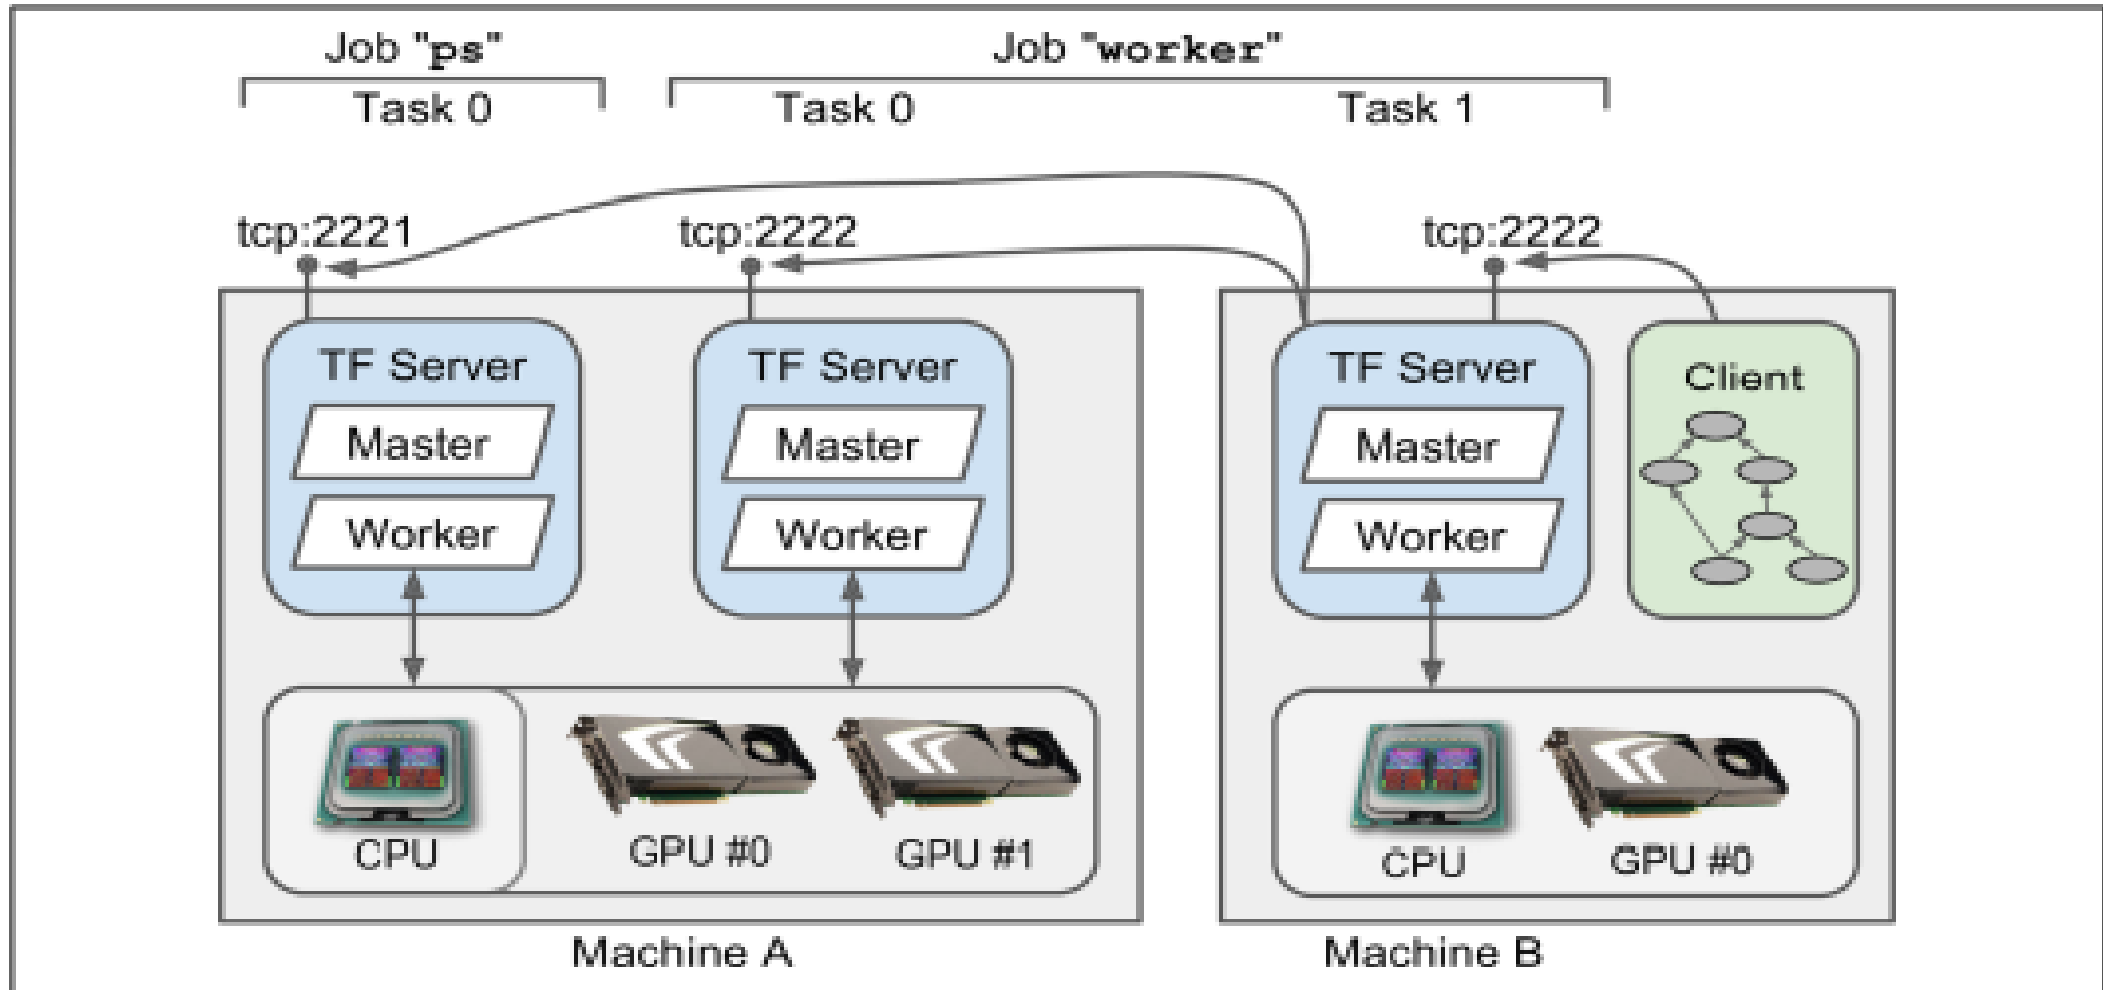 Job "ps"
Job "worker"
Task 0
Task 0
Task 1
tcp:2221
tcp:2222
tcp:2222
TF Server
Master
Worker
TF Server
Master
Worker
TF Server
Master
Worker
Client
CPU
GPU #0
GPU #1
CPU
GPU #0
Machine A
Machine B